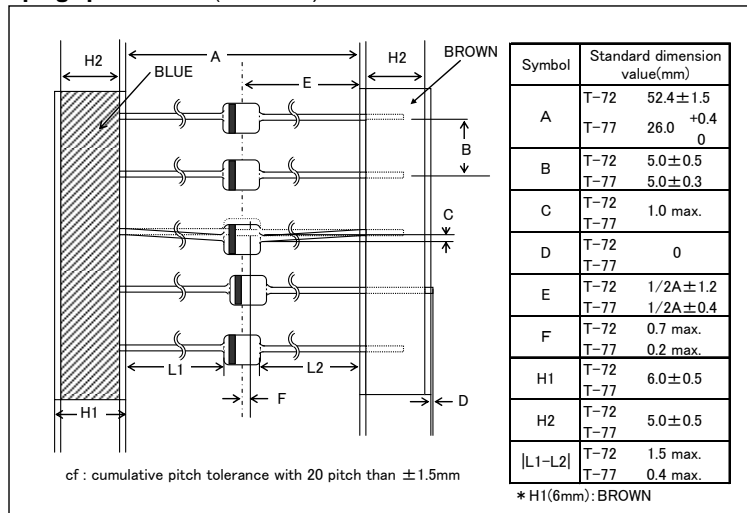 H2
A
BLUE
E
H2
BROWN
B
C
L1
L2
F
D
H1
cf : cumulative pitch tolerance with 20 pitch than ±1.5mm
Symbol Standard dimension value(mm)
A T-72 52.4±1.5
T-77 26.0 +0.4 0
B T-72 5.0±0.5
T-77 5.0±0.3
C T-72 1.0 max.
T-77
D T-72 0
T-77
E T-72 1/2A±1.2
T-77 1/2A±0.4
F T-72 0.7 max.
T-77 0.2 max.
H1 T-72 6.0±0.5
T-77
H2 T-72 5.0±0.5
T-77
|L1-L2| T-72 1.5 max.
T-77 0.4 max.
*H1(6mm):BROWN